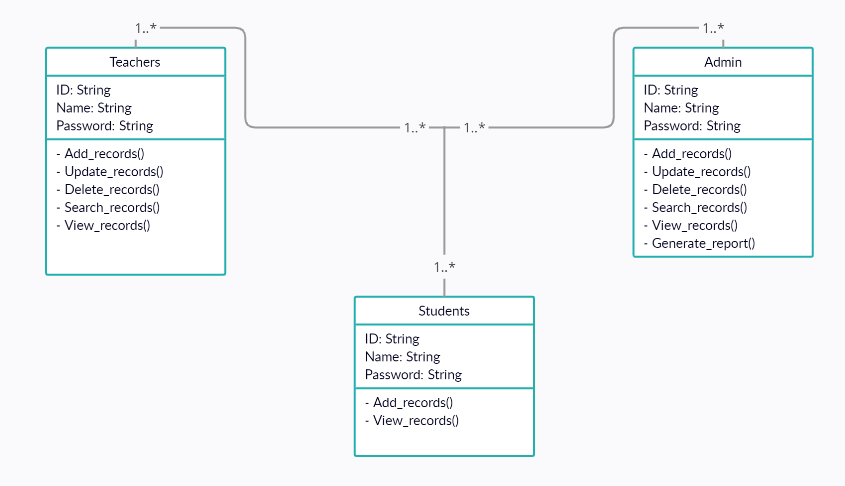 1..*
1..*
Teachers
ID: String
Name: String
Password: String
- Add_records()
- Update_records()
- Delete_records()
- Search_records()
- View_records()
Admin
ID: String
Name: String
Password: String
- Add_records()
- Update_records()
- Delete_records()
- Search_records()
- View_records()
- Generate_report()
1..*
1..*
1..*
Students
ID: String
Name: String
Password: String
- Add_records()
- View_records()